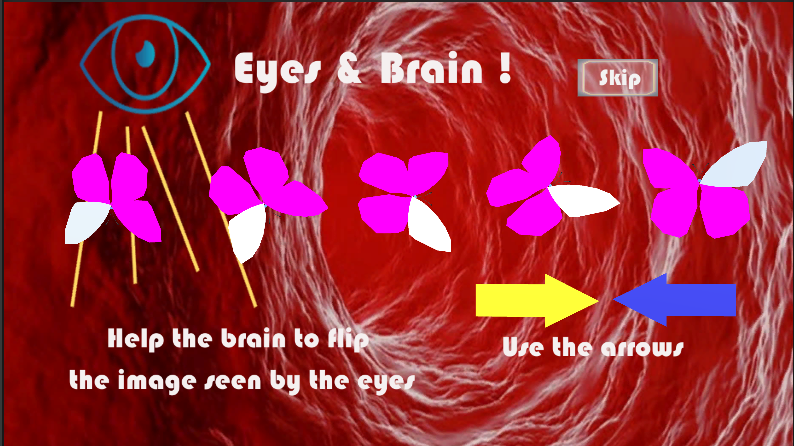 Eyes & Brain !
Skip
Help the brain to flip
the image seen by the eyes
Use the arrows